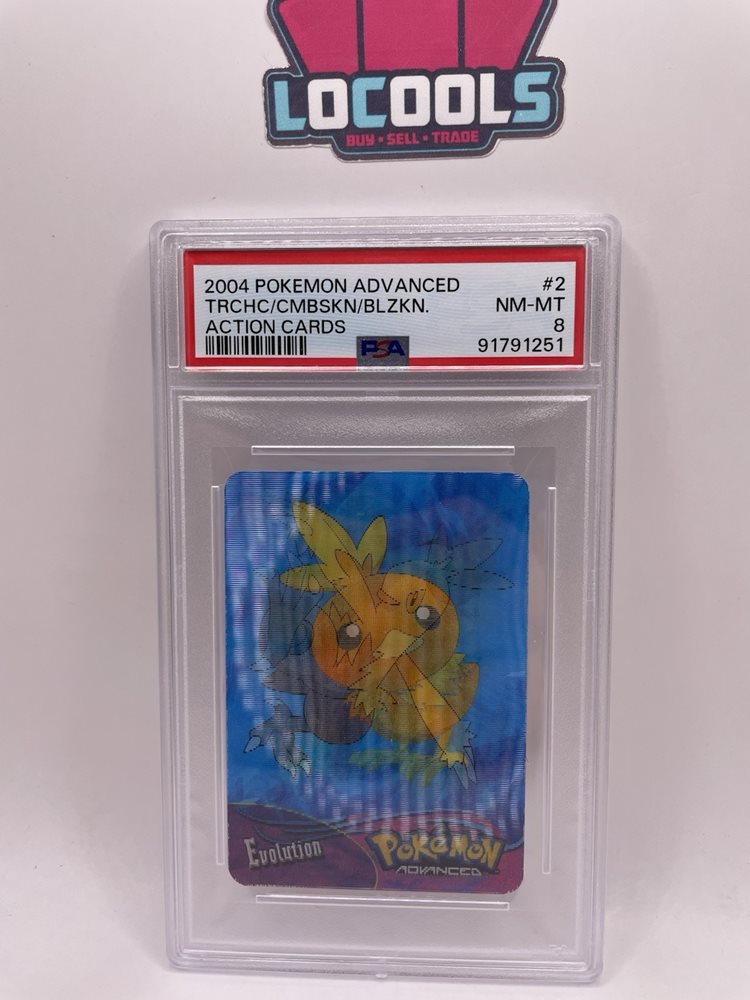 LOCOOLS
BUY • SELL • TRADE
2004 POKEMON ADVANCED #2
TRCHC/CMBSKN/BLZKN. NM-MT
ACTION CARDS 8
PSA 91791251
Evolution
POKéMON
ADVANCED